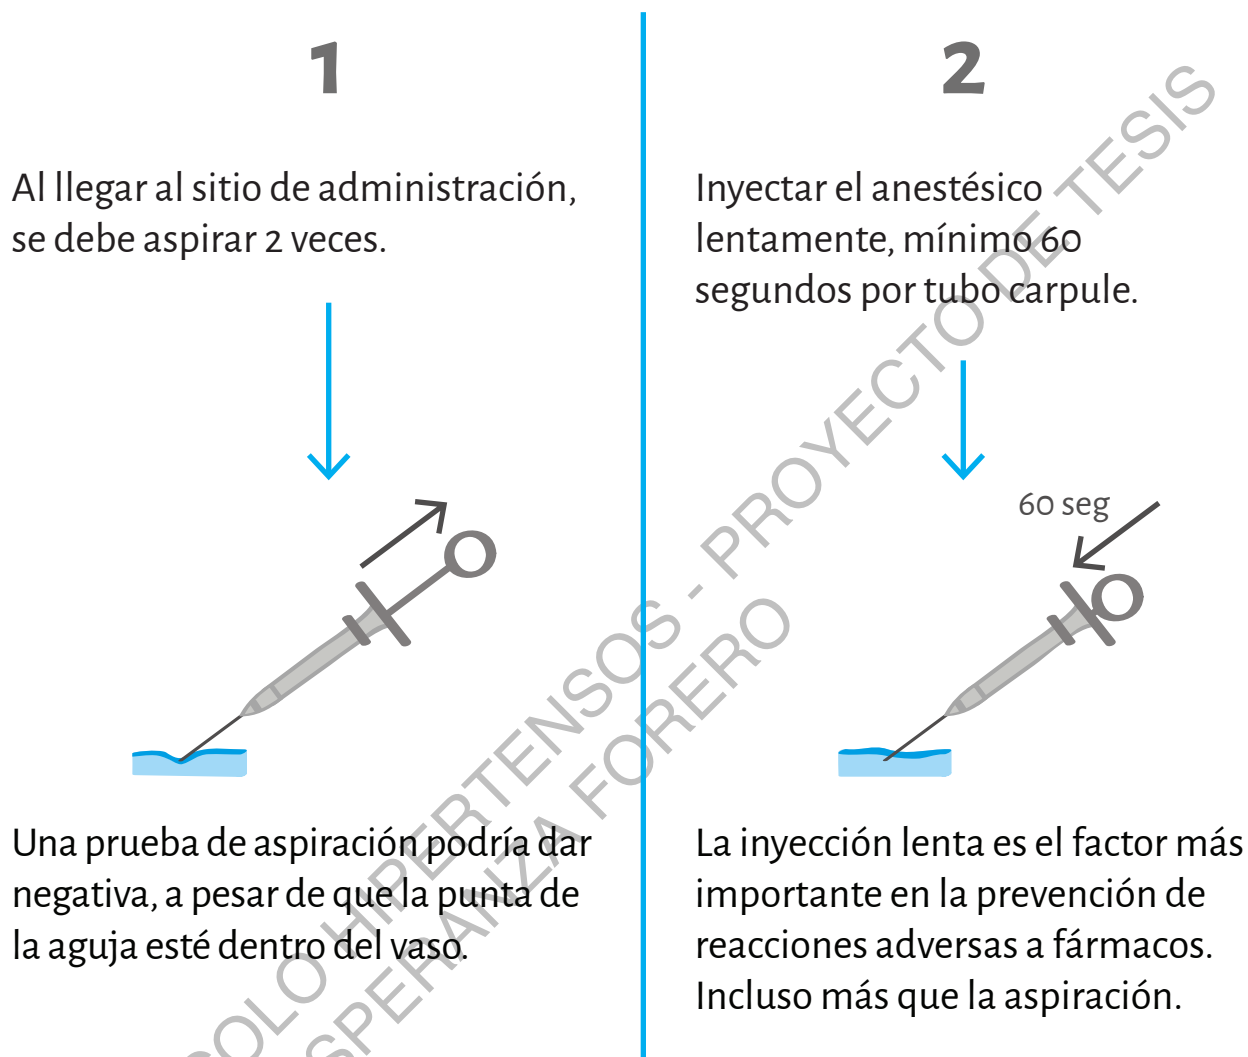 1
Al llegar al sitio de administración,
se debe aspirar 2 veces.
Una prueba de aspiración podría dar
negativa, a pesar de que la punta de
la aguja esté dentro del vaso.
2
Inyectar el anestésico
lentamente, mínimo 60
segundos por tubo carpule.
60 seg
La inyección lenta es el factor más
importante en la prevención de
reacciones adversas a fármacos.
Incluso más que la aspiración.
HIPERTENSOS - PROYECTO DE TESIS
FORERO